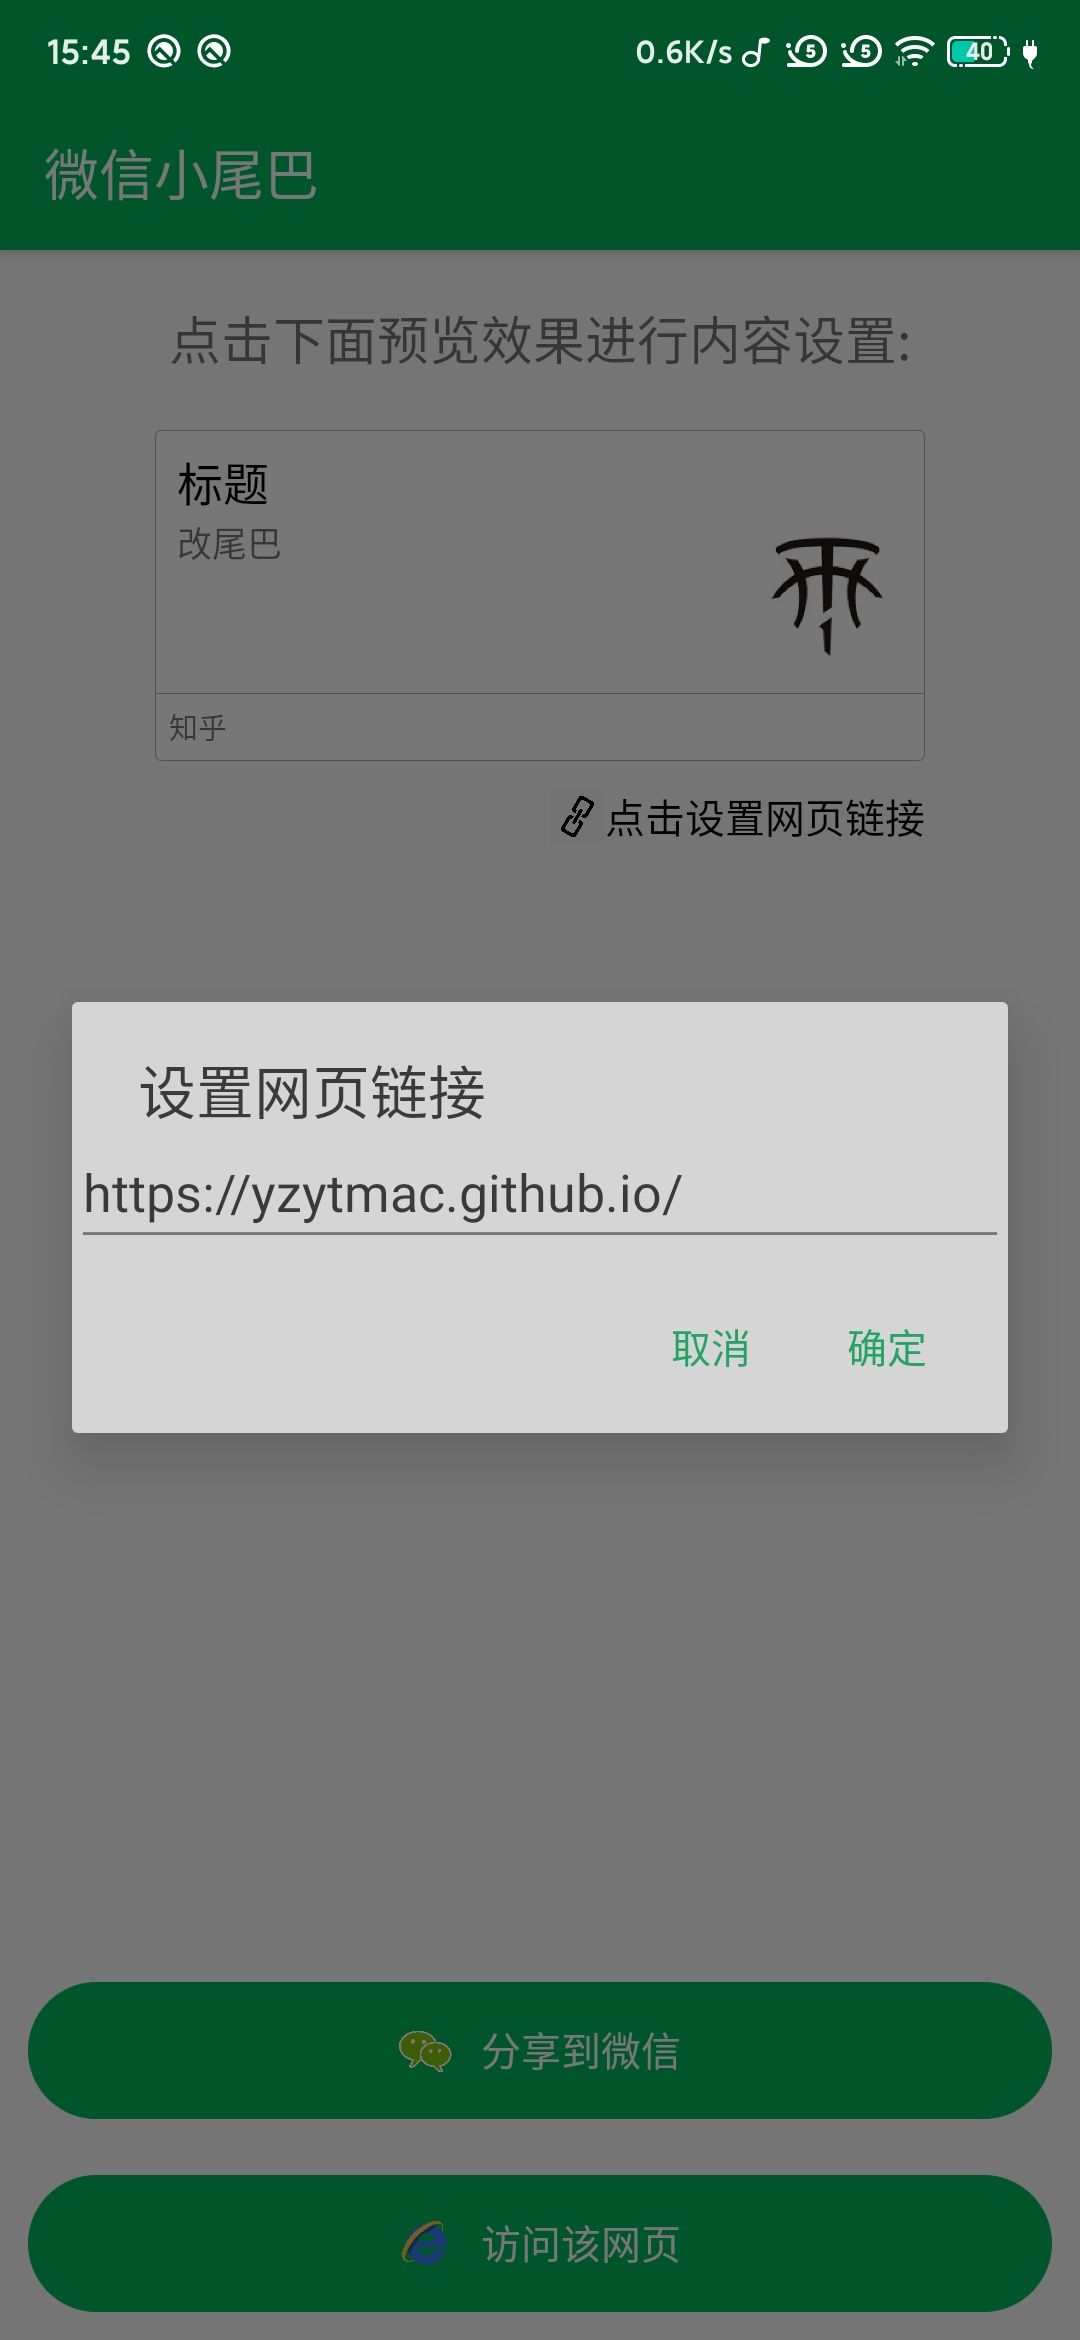 15:45 0.6K/s 5 5 40
微信小尾巴
点击下面预览效果进行内容设置:
标题
改尾巴
知乎
点击设置网页链接
设置网页链接
https://yzytmac.github.io/
取消 确定
分享到微信
访问该网页